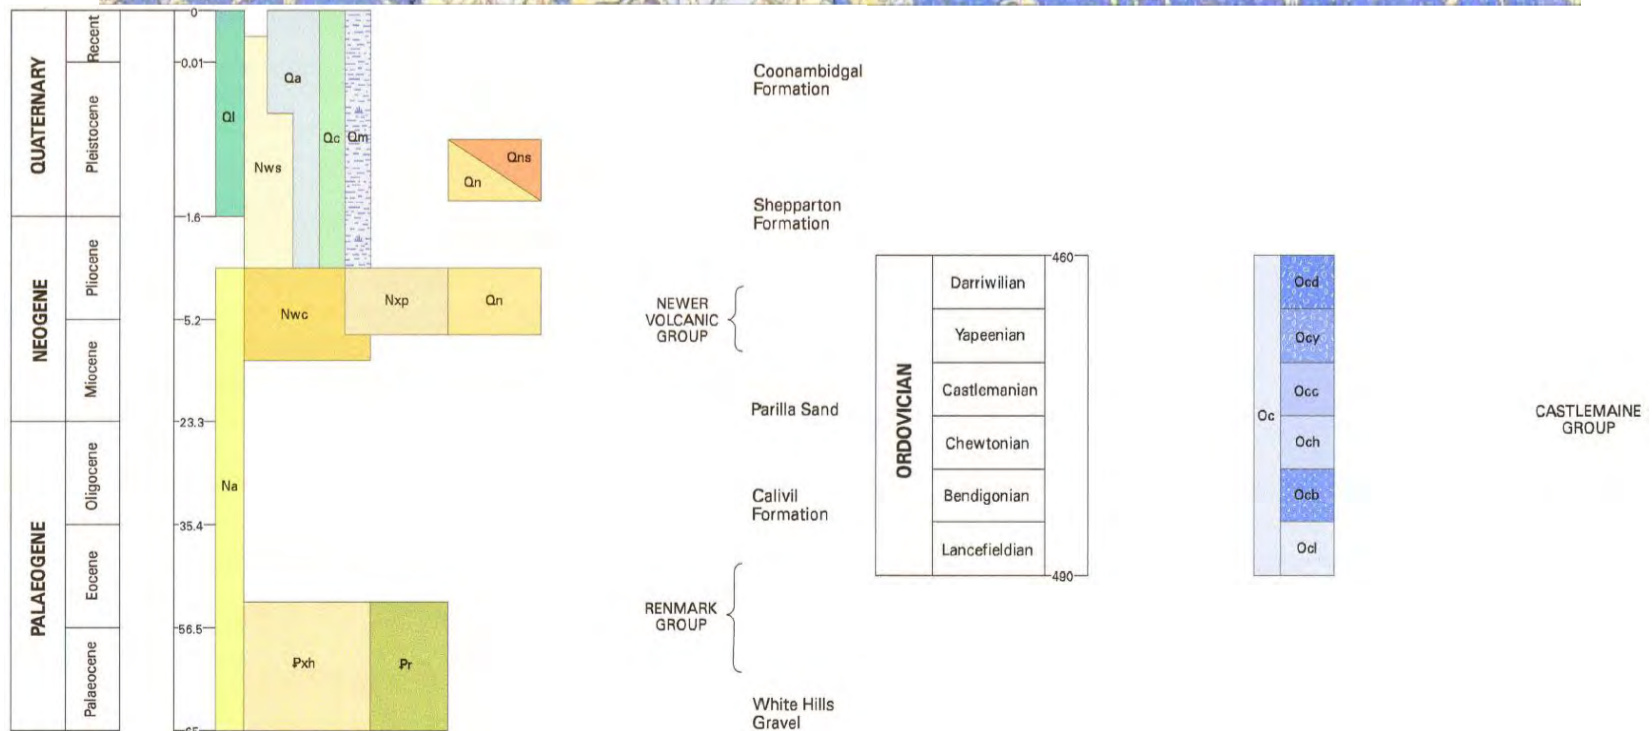 QUATERNARY
Recent
Pleistocene
NEOGENE
Pliocene
Miocene
PALAEOGENE
Oligocene
Eocene
Palaeocene
0
0.01
1.6
5.2
23.3
35.4
56.5
65
Ql
Qa
Nws
Qc
Qm
Qns
Qn
Nwc
Nxp
Qn
Na
Pxh
Pr
Coonambidgal
Formation
Shepparton
Formation
NEWER
VOLCANIC
GROUP
Parilla Sand
Calivil
Formation
RENMARK
GROUP
White Hills
Gravel
ORDOVICIAN
Darriwilian
Yapeenian
Castlemanian
Chewtonian
Bendigonian
Lancefieldian
460
490
Oc
Ocd
Ocy
Occ
Och
Ocb
Ocl
CASTLEMAINE
GROUP